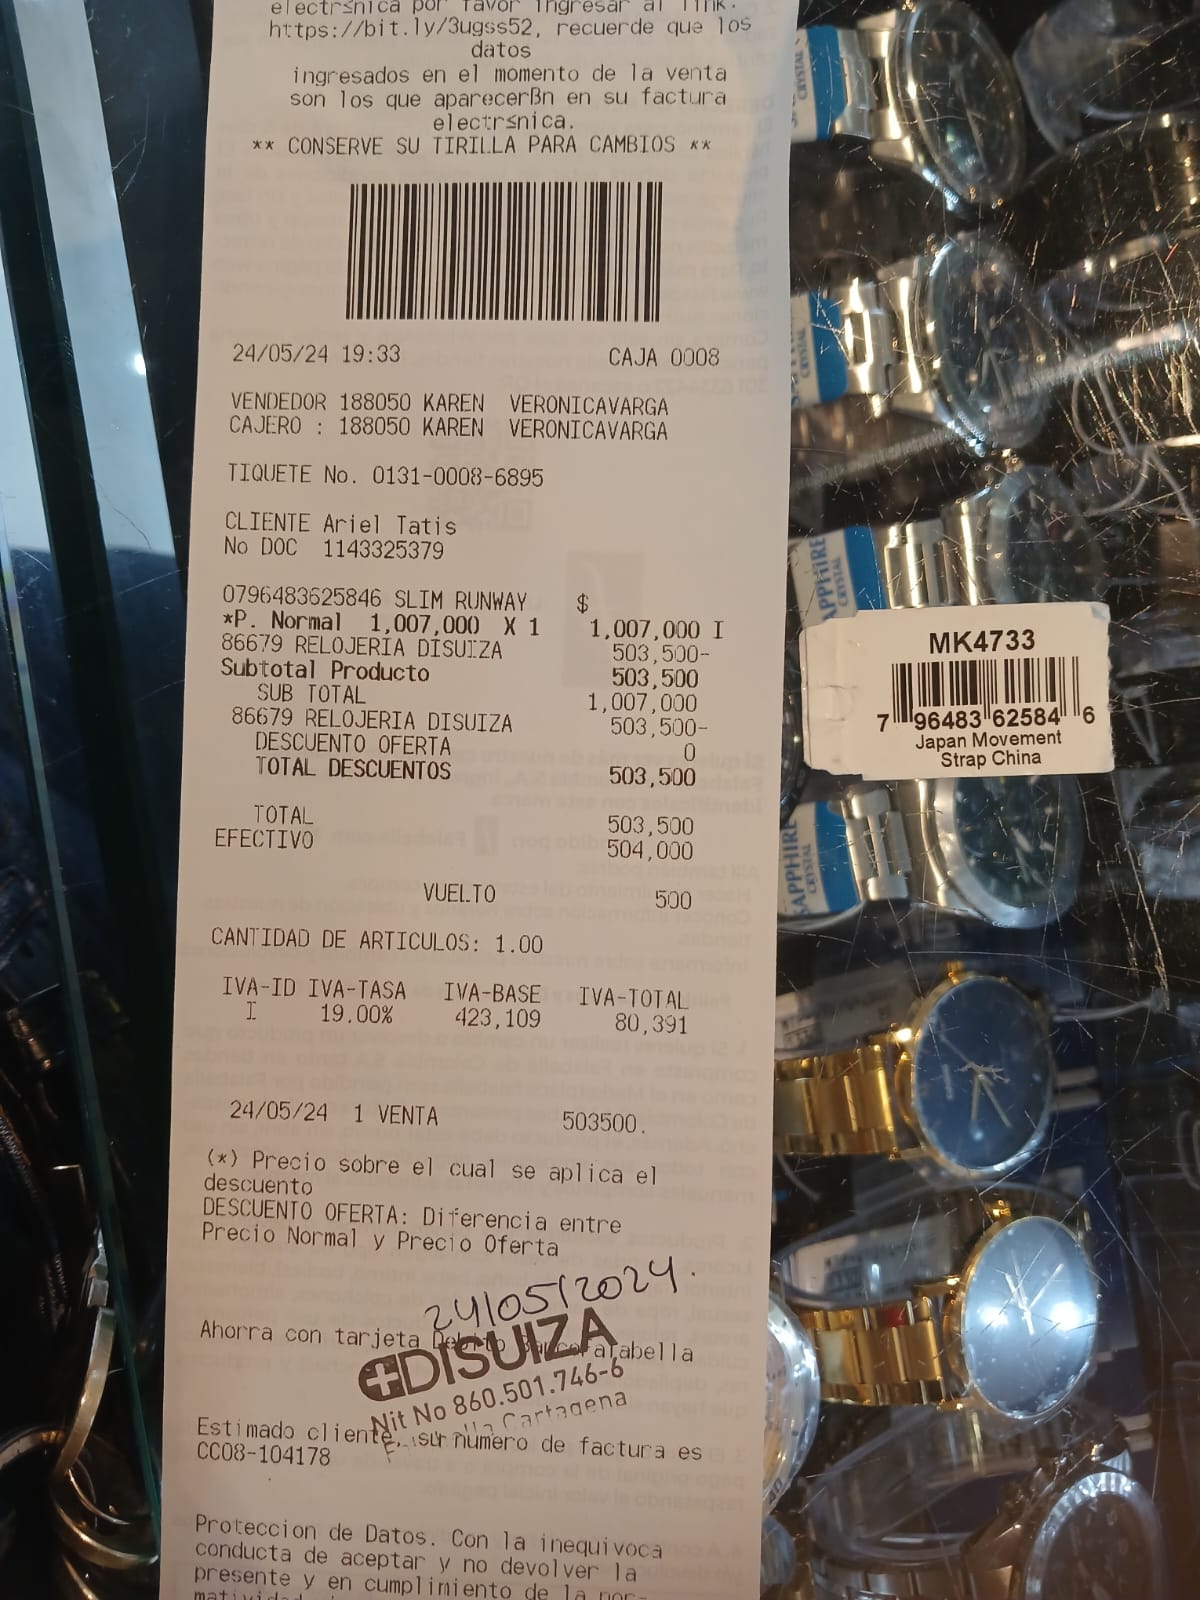 electr≤nica por favor ingresar al link.
https://bit.ly/3ugss52, recuerde que los
datos
ingresados en el momento de la venta
son los que aparecerßn en su factura
electr≤nica.
** CONSERVE SU TIRILLA PARA CAMBIOS **
24/05/24 19:33 CAJA 0008
VENDEDOR 188050 KAREN VERONICAVARGA
CAJERO : 188050 KAREN VERONICAVARGA
TIQUETE No. 0131-0008-6895
CLIENTE Ariel Tatis
No DOC 1143325379
0796483625846 SLIM RUNWAY $
*P. Normal 1,007,000 X 1 1,007,000 I
86679 RELOJERIA DISUIZA 503,500-
Subtotal Producto 503,500
SUB TOTAL 1,007,000
86679 RELOJERIA DISUIZA 503,500-
DESCUENTO OFERTA 0
TOTAL DESCUENTOS 503,500
TOTAL 503,500
EFECTIVO 504,000
VUELTO 500
CANTIDAD DE ARTICULOS: 1.00
IVA-ID IVA-TASA IVA-BASE IVA-TOTAL
I 19.00% 423,109 80,391
24/05/24 1 VENTA 503500.
(*) Precio sobre el cual se aplica el
descuento
DESCUENTO OFERTA: Diferencia entre
Precio Normal y Precio Oferta
24/05/2024.
Ahorra con tarjeta Debito Banco Falabella
DISUIZA
Nit No 860.501.746-6
Cartagena
Estimado cliente, su numero de factura es
CC08-104178
Proteccion de Datos. Con la inequivoca
conducta de aceptar y no devolver la
presente y en cumplimiento de la nor-
MK4733
7 96483 62584 6
Japan Movement
Strap China
SAPPHIRE
CRYSTAL
SAPPHIRE
CRYSTAL